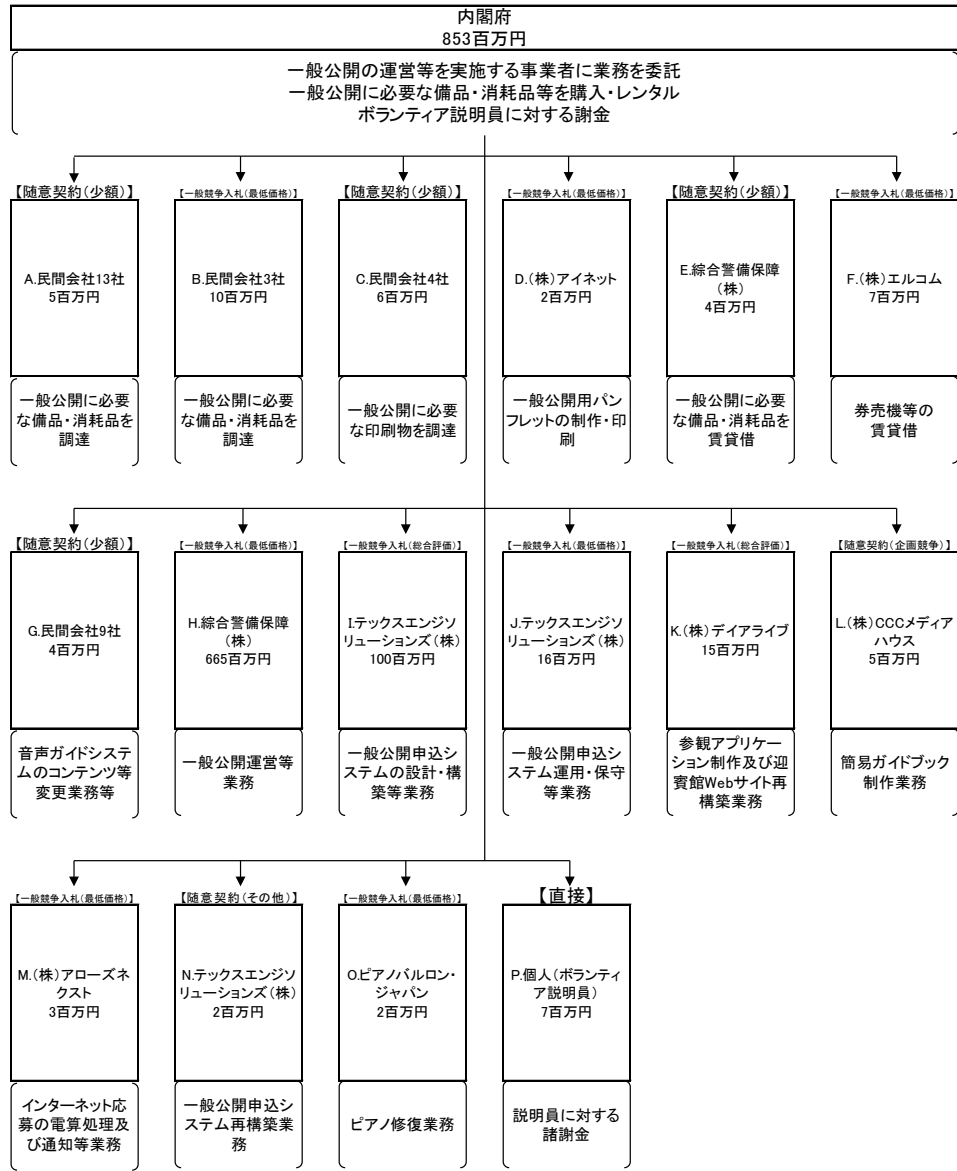 内閣府
853百万円
一般公開の運営等を実施する事業者に業務を委託
一般公開に必要な備品・消耗品等を購入・レンタル
ボランティア説明員に対する謝金
【随意契約(少額)】
A.民間会社13社
5百万円
一般公開に必要
な備品・消耗品を
調達
【一般競争入札(最低価格)】
B.民間会社3社
10百万円
一般公開に必要
な備品・消耗品を
調達
【随意契約(少額)】
C.民間会社4社
6百万円
一般公開に必要
な印刷物を調達
【一般競争入札(最低価格)】
D.(株)アイネット
2百万円
一般公開用パン
フレットの制作・印
刷
【随意契約(少額)】
E.綜合警備保障
(株)
4百万円
一般公開に必要
な備品・消耗品を
賃貸借
【一般競争入札(最低価格)】
F.(株)エルコム
7百万円
券売機等の
賃貸借
【随意契約(少額)】
G.民間会社9社
4百万円
音声ガイドシステ
ムのコンテンツ等
変更業務等
【一般競争入札(最低価格)】
H.綜合警備保障
(株)
665百万円
一般公開運営等
業務
【一般競争入札(総合評価)】
I.テックスエンジソ
リューションズ(株)
100百万円
一般公開申込シ
ステムの設計・構
築等業務
【一般競争入札(最低価格)】
J.テックスエンジソ
リューションズ(株)
16百万円
一般公開申込シ
ステム運用・保守
等業務
【一般競争入札(総合評価)】
K.(株)デイアライブ
15百万円
参観アプリケー
ション制作及び迎
賓館Webサイト再
構築業務
【随意契約(企画競争)】
L.(株)CCCメディア
ハウス
5百万円
簡易ガイドブック
制作業務
【一般競争入札(最低価格)】
M.(株)アローズネ
クスト
3百万円
インターネット応
募の電算処理及
び通知等業務
【随意契約(その他)】
N.テックスエンジソ
リューションズ(株)
2百万円
一般公開申込シ
ステム再構築業
務
【一般競争入札(最低価格)】
O.ピアノバルロン・
ジャパン
2百万円
ピアノ修復業務
【直接】
P.個人(ボランティ
ア説明員)
7百万円
説明員に対する
諸謝金